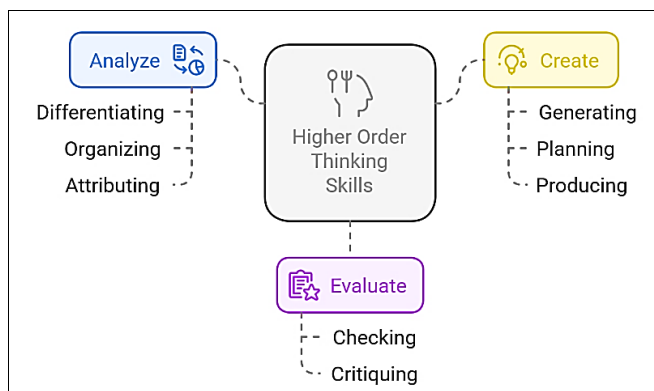 Analyze
Differentiating
Organizing
Attributing
Higher Order
Thinking
Skills
Create
Generating
Planning
Producing
Evaluate
Checking
Critiquing